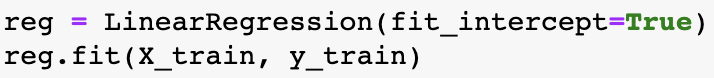 reg = LinearRegression(fit_intercept=True)
reg.fit(X_train, y_train)